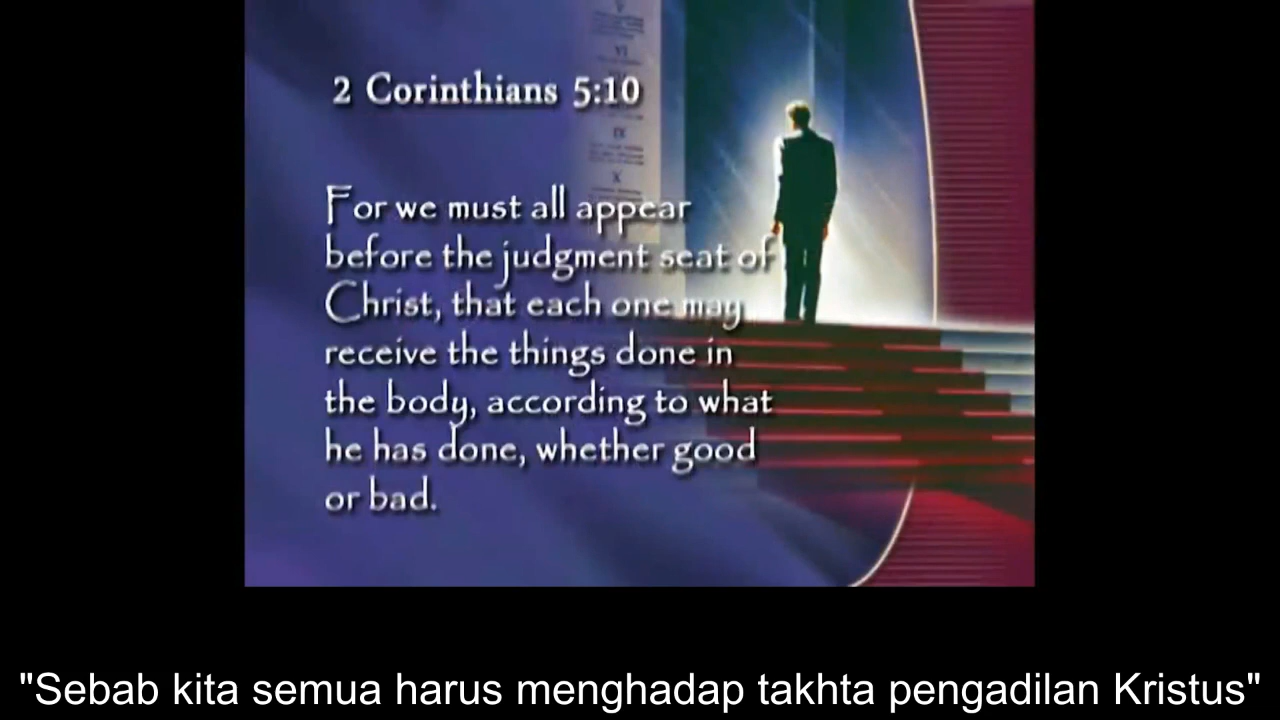 2 Corinthians 5:10
For we must all appear
before the judgment seat of
Christ, that each one may
receive the things done in
the body, according to what
he has done, whether good
or bad.
V
VI
IX
X
"Sebab kita semua harus menghadap takhta pengadilan Kristus"